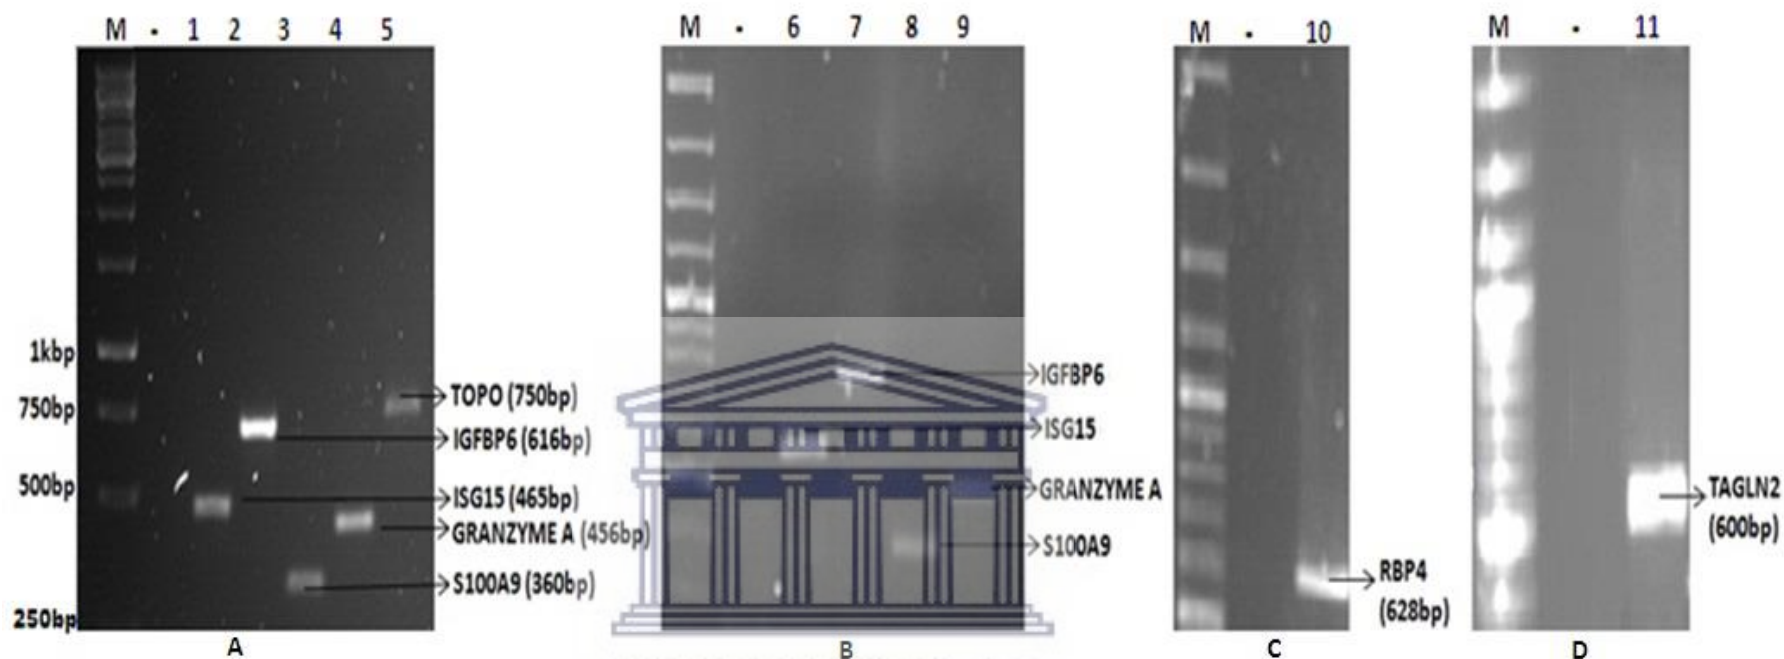 M - 1 2 3 4 5
1kbp
750bp
500bp
250bp
TOPO (750bp)
IGFBP6 (616bp)
ISG15 (465bp)
GRANZYME A (456bp)
S100A9 (360bp)
A
M - 6 7 8 9
IGFBP6
ISG15
GRANZYME A
S100A9
B
M - 10
RBP4
(628bp)
C
M - 11
TAGLN2
(600bp)
D